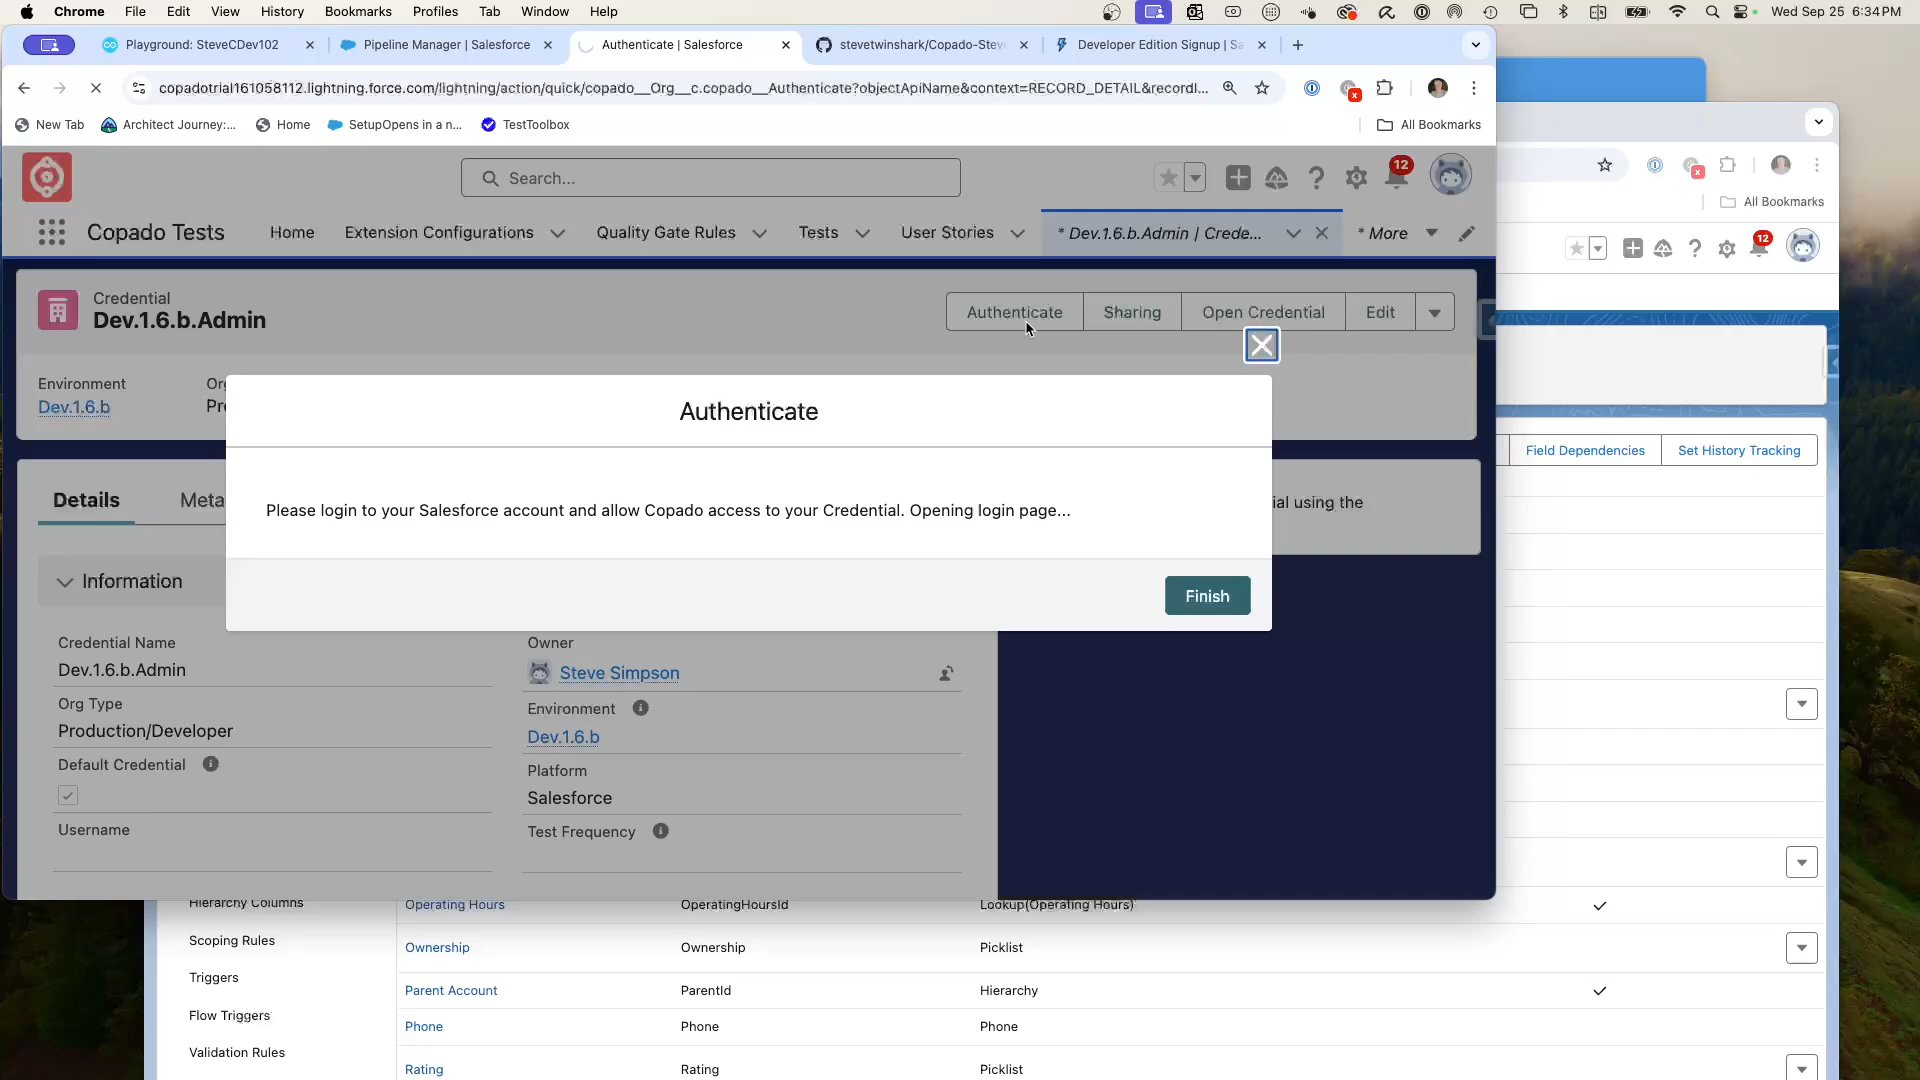 Chrome File Edit View History Bookmarks Profiles Tab Window Help
Wed Sep 25 6:34 PM
Playground: SteveCDev102
Pipeline Manager | Salesforce
Authenticate | Salesforce
stevetwinshark/Copado-Steve
Developer Edition Signup | Sa
copadotrial161058112.lightning.force.com/lightning/action/quick/copado__Org__c.copado__Authenticate?objectApiName&context=RECORD_DETAIL&recordI...
New Tab
Architect Journey:...
Home
SetupOpens in a n...
TestToolbox
All Bookmarks
All Bookmarks
Search...
12
12
Copado Tests
Home
Extension Configurations
Quality Gate Rules
Tests
User Stories
* Dev.1.6.b.Admin | Crede...
* More
Credential
Dev.1.6.b.Admin
Authenticate
Sharing
Open Credential
Edit
Environment
Dev.1.6.b
Authenticate
Please login to your Salesforce account and allow Copado access to your Credential. Opening login page...
Finish
ial using the
Field Dependencies
Set History Tracking
Details
Meta
Information
Credential Name
Dev.1.6.b.Admin
Org Type
Production/Developer
Default Credential
Username
Owner
Steve Simpson
Environment
Dev.1.6.b
Platform
Salesforce
Test Frequency
Hierarchy Columns
Scoping Rules
Triggers
Flow Triggers
Validation Rules
Operating Hours OperatingHoursId Lookup(Operating Hours)
Ownership Ownership Picklist
Parent Account ParentId Hierarchy
Phone Phone Phone
Rating Rating Picklist